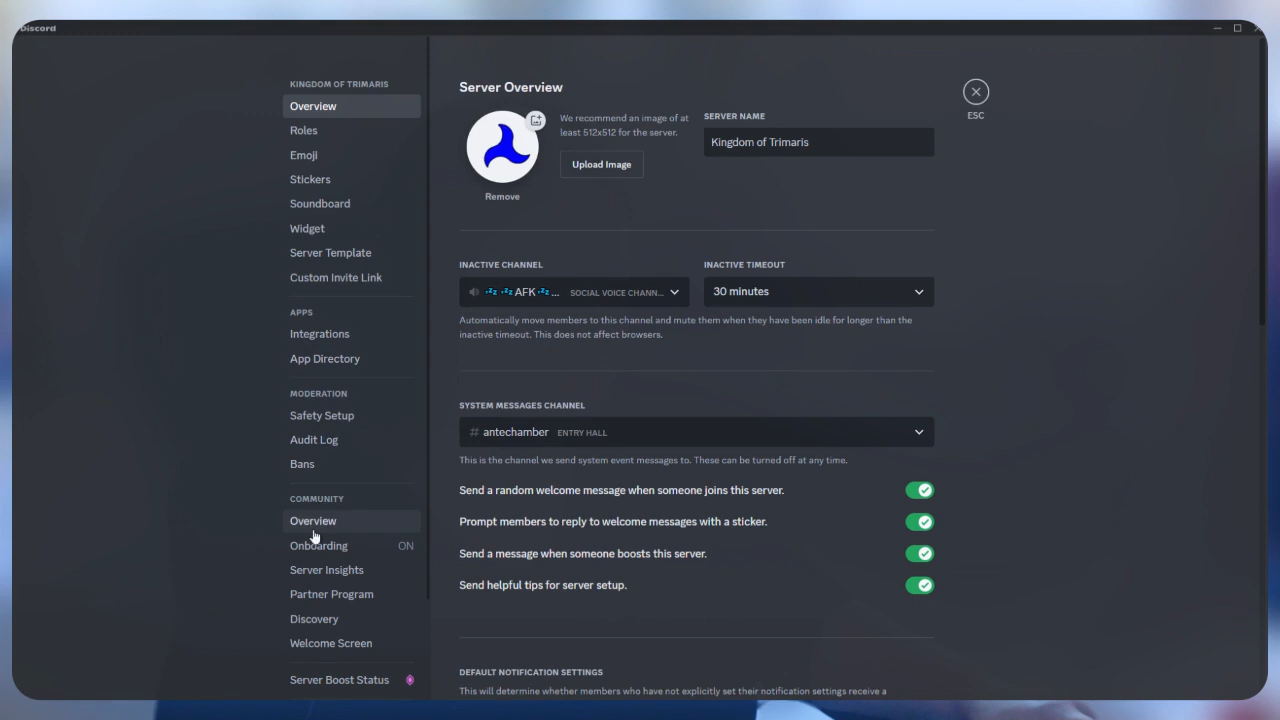 Discord
KINGDOM OF TRIMARIS
Overview
Roles
Emoji
Stickers
Soundboard
Widget
Server Template
Custom Invite Link
APPS
Integrations
App Directory
MODERATION
Safety Setup
Audit Log
Bans
COMMUNITY
Overview
Onboarding ON
Server Insights
Partner Program
Discovery
Welcome Screen
Server Boost Status
Server Overview
We recommend an image of at
least 512x512 for the server.
Upload Image
Remove
SERVER NAME
Kingdom of Trimaris
ESC
INACTIVE CHANNEL
💤 💤AFK💤... SOCIAL VOICE CHANN...
INACTIVE TIMEOUT
30 minutes
Automatically move members to this channel and mute them when they have been idle for longer than the
inactive timeout. This does not affect browsers.
SYSTEM MESSAGES CHANNEL
# antechamber ENTRY HALL
This is the channel we send system event messages to. These can be turned off at any time.
Send a random welcome message when someone joins this server.
Prompt members to reply to welcome messages with a sticker.
Send a message when someone boosts this server.
Send helpful tips for server setup.
DEFAULT NOTIFICATION SETTINGS
This will determine whether members who have not explicitly set their notification settings receive a